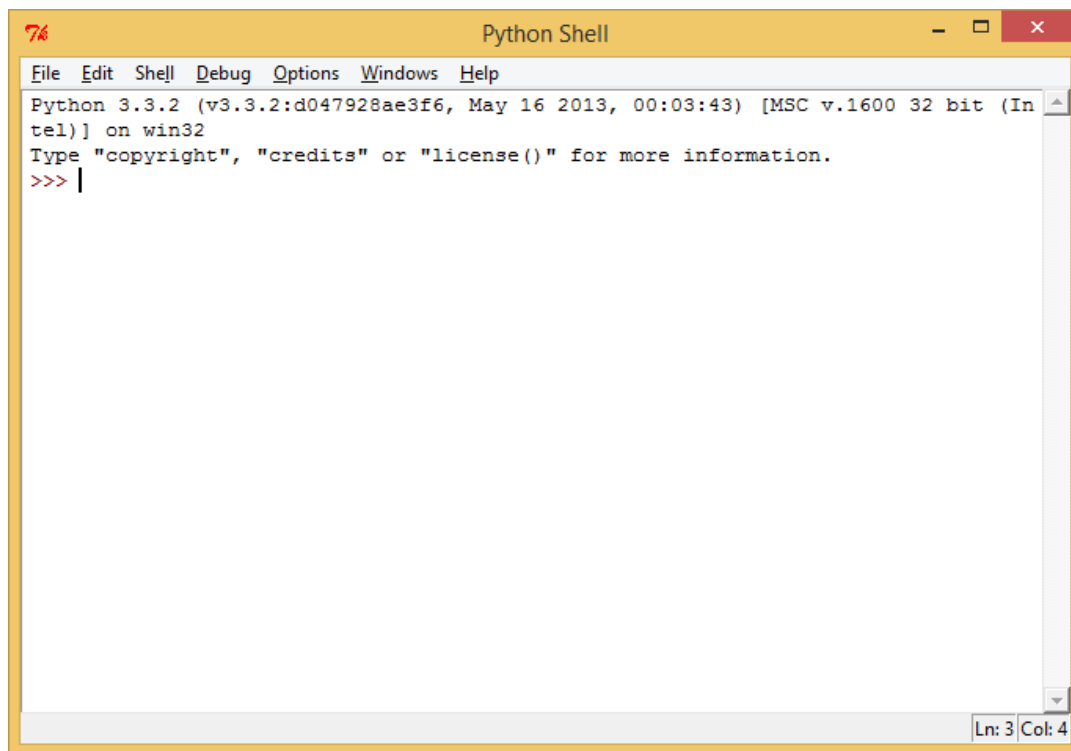 Python Shell
File Edit Shell Debug Options Windows Help
Python 3.3.2 (v3.3.2:d047928ae3f6, May 16 2013, 00:03:43) [MSC v.1600 32 bit (In
tel)] on win32
Type "copyright", "credits" or "license()" for more information.
>>>
Ln: 3 Col: 4